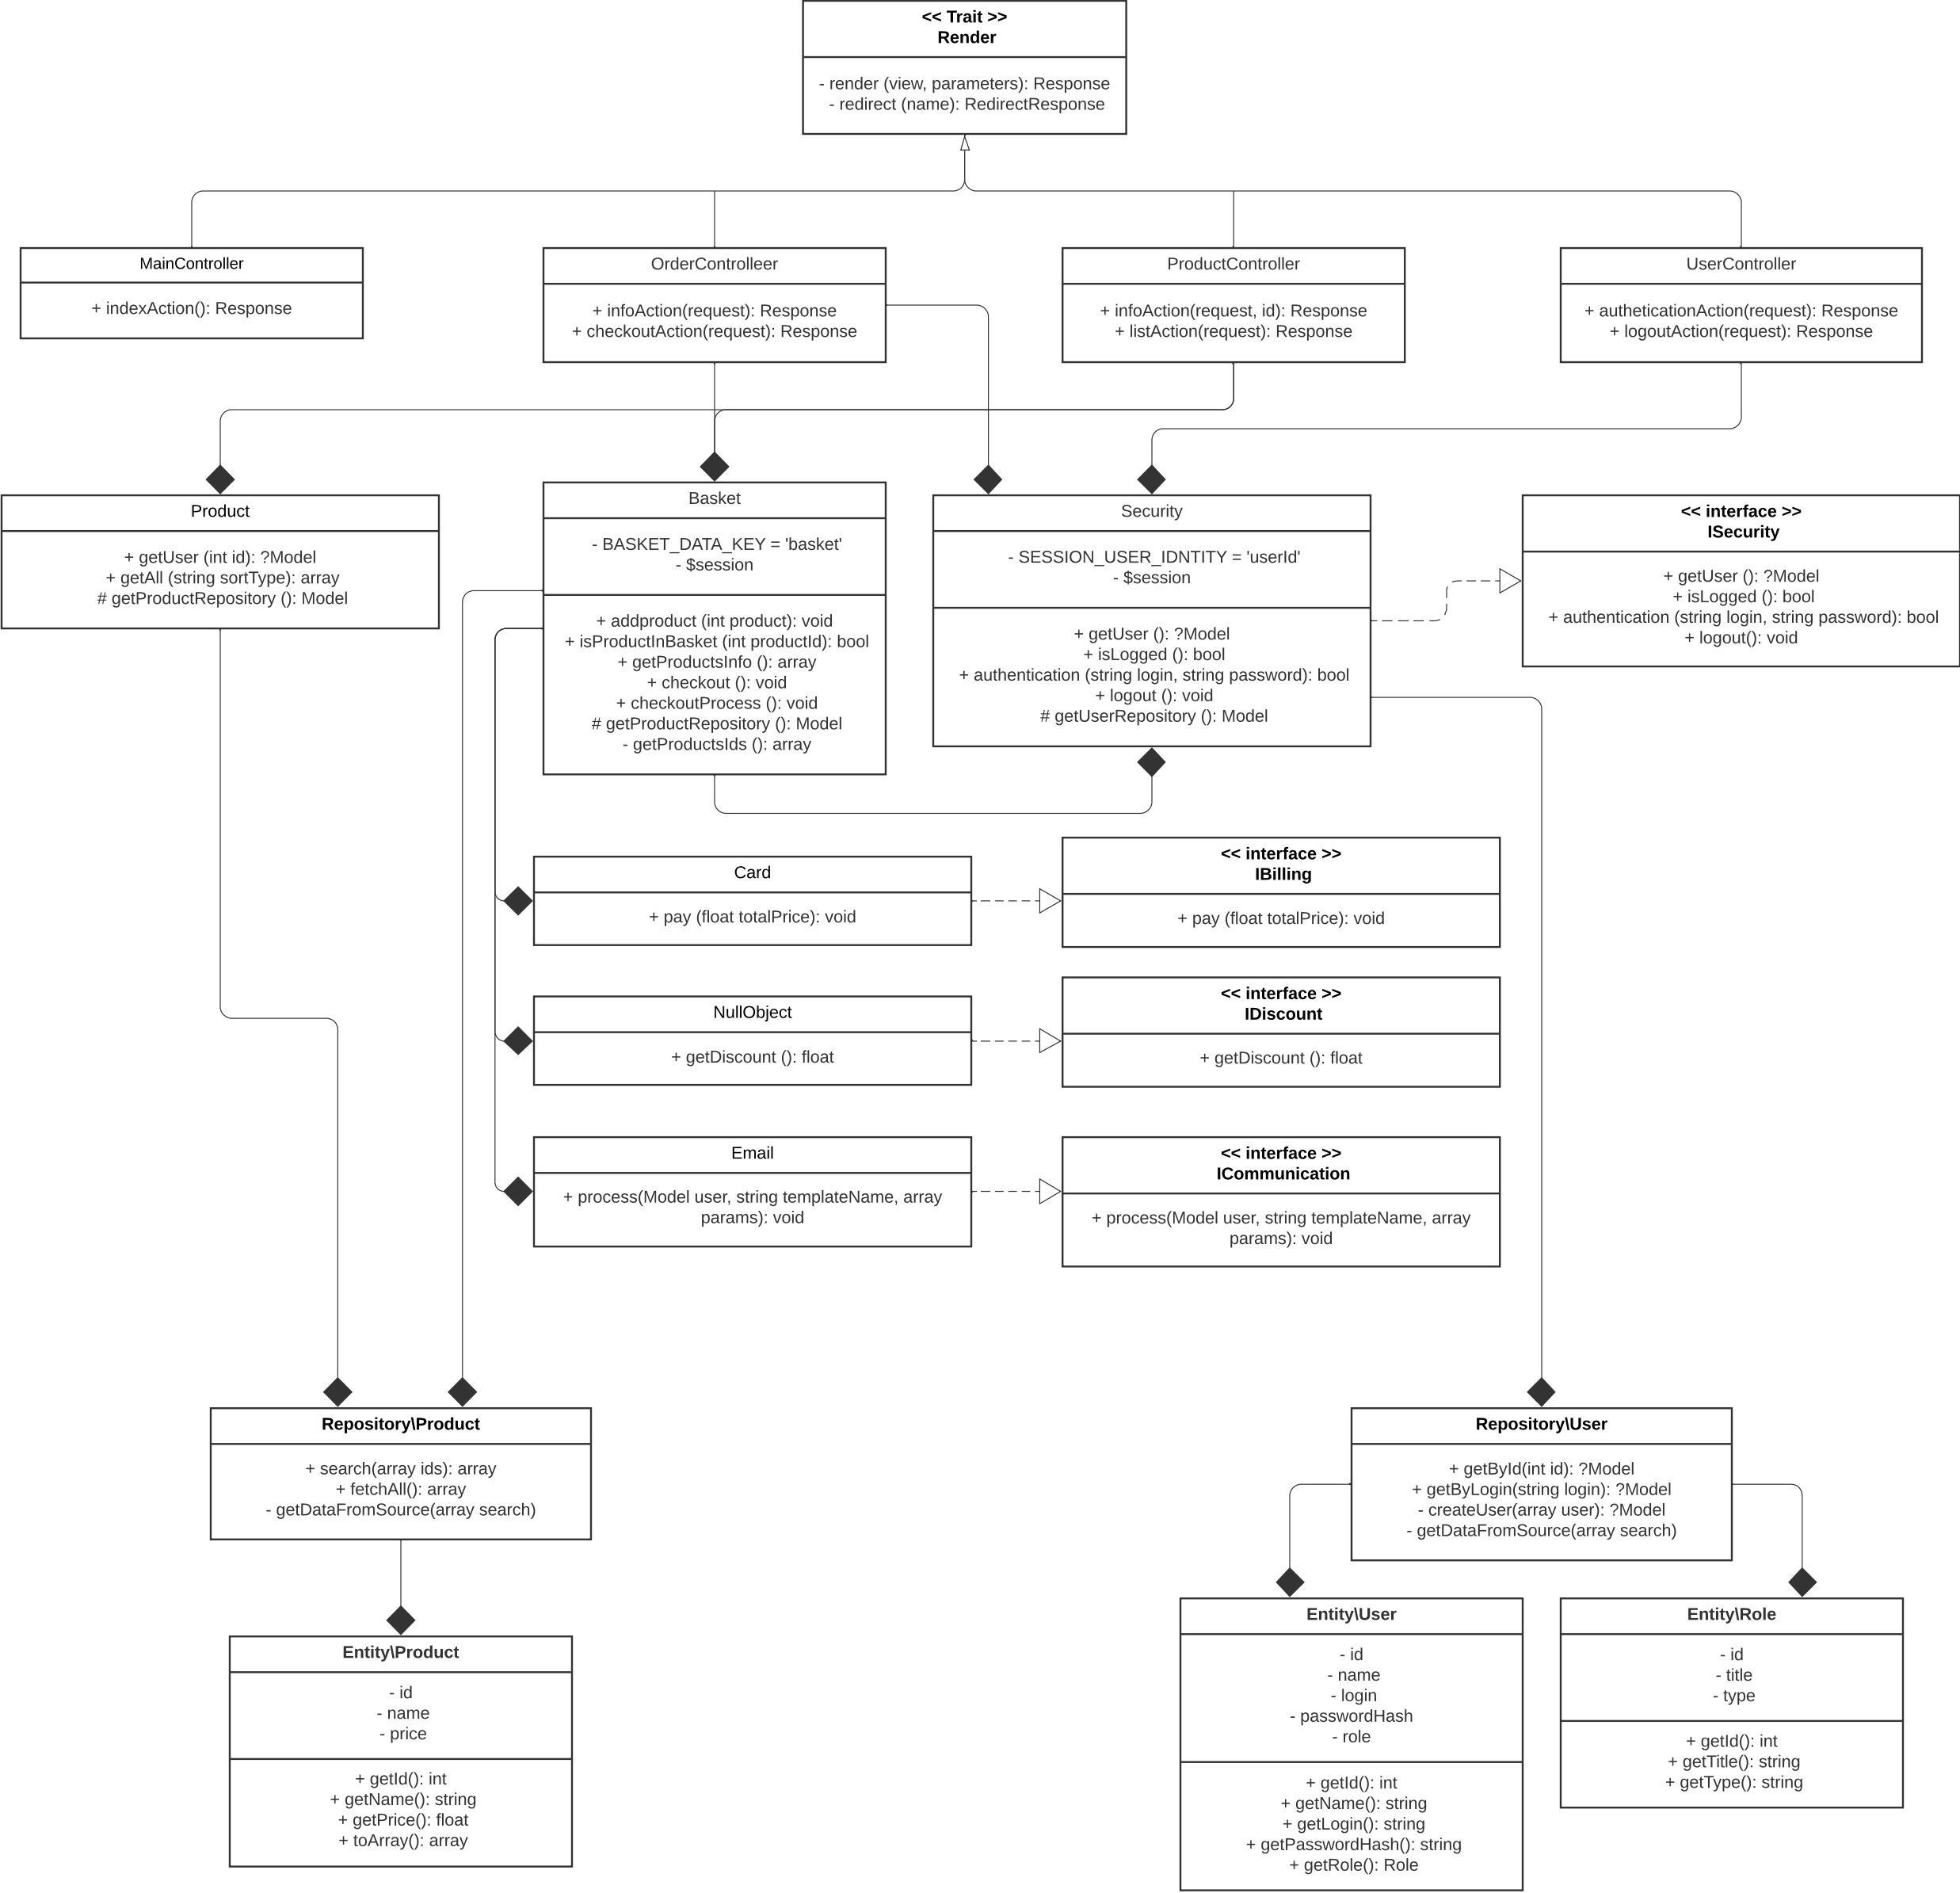 << Trait >>
Render
- render (view, parameters): Response
- redirect (name): RedirectResponse
MainController
+ indexAction(): Response
OrderControlleer
+ infoAction(request): Response
+ checkoutAction(request): Response
ProductController
+ infoAction(request, id): Response
+ listAction(request): Response
UserController
+ autheticationAction(request): Response
+ logoutAction(request): Response
Product
+ getUser (int id): ?Model
+ getAll (string sortType): array
# getProductRepository (): Model
Basket
- BASKET_DATA_KEY = 'basket'
- $session
+ addproduct (int product): void
+ isProductInBasket (int productId): bool
+ getProductsInfo (): array
+ checkout (): void
+ checkoutProcess (): void
# getProductRepository (): Model
- getProductsIds (): array
Security
- SESSION_USER_IDNTITY = 'userId'
- $session
+ getUser (): ?Model
+ isLogged (): bool
+ authentication (string login, string password): bool
+ logout (): void
# getUserRepository (): Model
<< interface >>
ISecurity
+ getUser (): ?Model
+ isLogged (): bool
+ authentication (string login, string password): bool
+ logout(): void
Card
+ pay (float totalPrice): void
<< interface >>
IBilling
+ pay (float totalPrice): void
NullObject
+ getDiscount (): float
<< interface >>
IDiscount
+ getDiscount (): float
Email
+ process(Model user, string templateName, array
params): void
<< interface >>
ICommunication
+ process(Model user, string templateName, array
params): void
Repository\Product
+ search(array ids): array
+ fetchAll(): array
- getDataFromSource(array search)
Repository\User
+ getById(int id): ?Model
+ getByLogin(string login): ?Model
- createUser(array user): ?Model
- getDataFromSource(array search)
Entity\Product
- id
- name
- price
+ getId(): int
+ getName(): string
+ getPrice(): float
+ toArray(): array
Entity\User
- id
- name
- login
- passwordHash
- role
+ getId(): int
+ getName(): string
+ getLogin(): string
+ getPasswordHash(): string
+ getRole(): Role
Entity\Role
- id
- title
- type
+ getId(): int
+ getTitle(): string
+ getType(): string